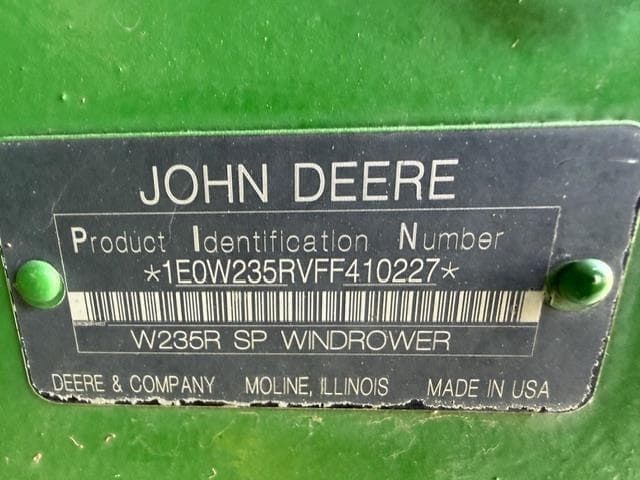 JOHN DEERE
Product Identification Number
*1E0W235RVFF410227*
W235R SP WINDROWER
DEERE & COMPANY MOLINE, ILLINOIS MADE IN USA